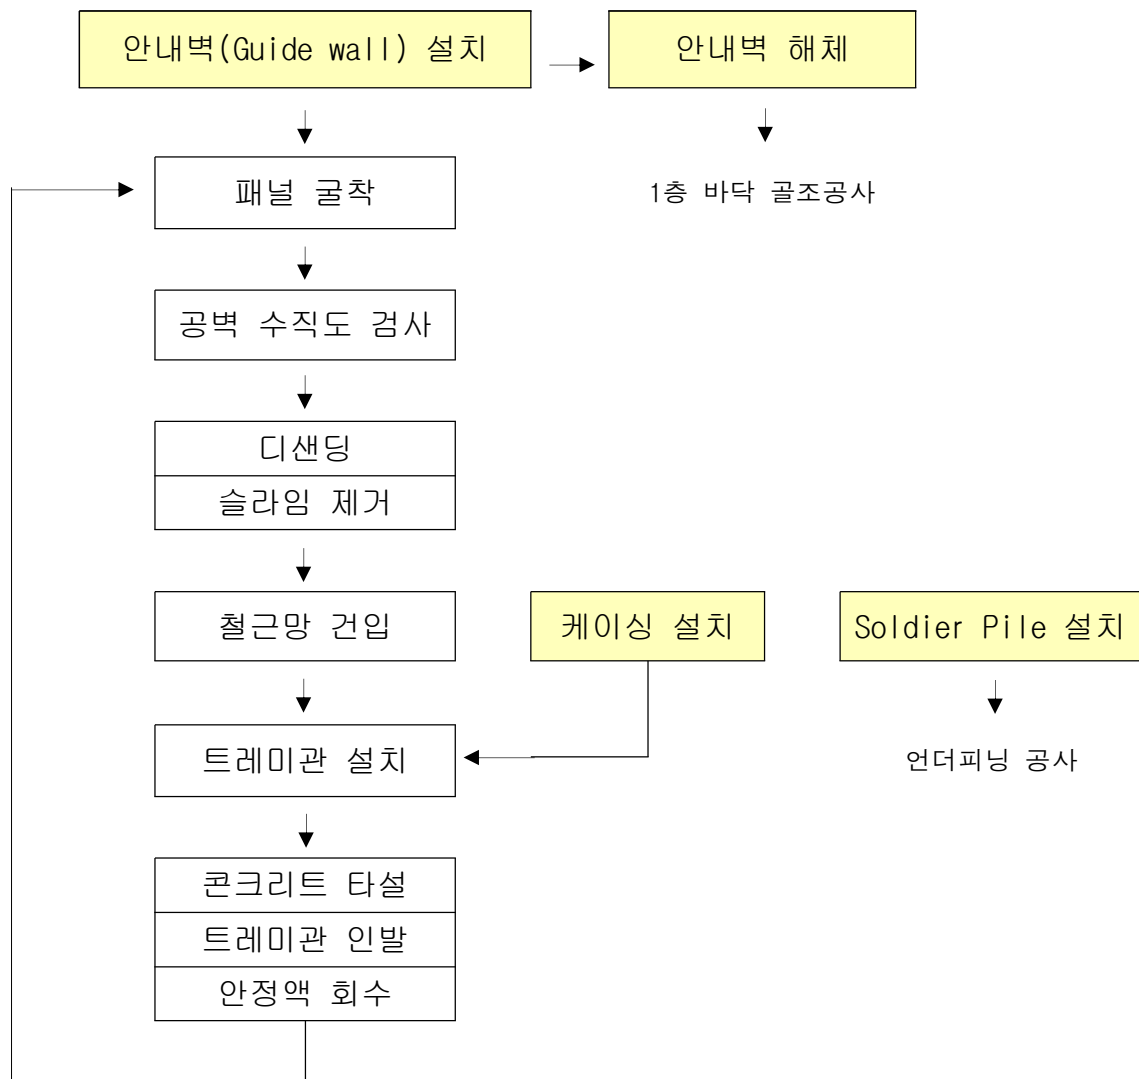 안내벽(Guide wall) 설치
안내벽 해체
패널 굴착
1층 바닥 골조공사
공벽 수직도 검사
디샌딩
슬라임 제거
철근망 건입
케이싱 설치
Soldier Pile 설치
트레미관 설치
언더피닝 공사
콘크리트 타설
트레미관 인발
안정액 회수